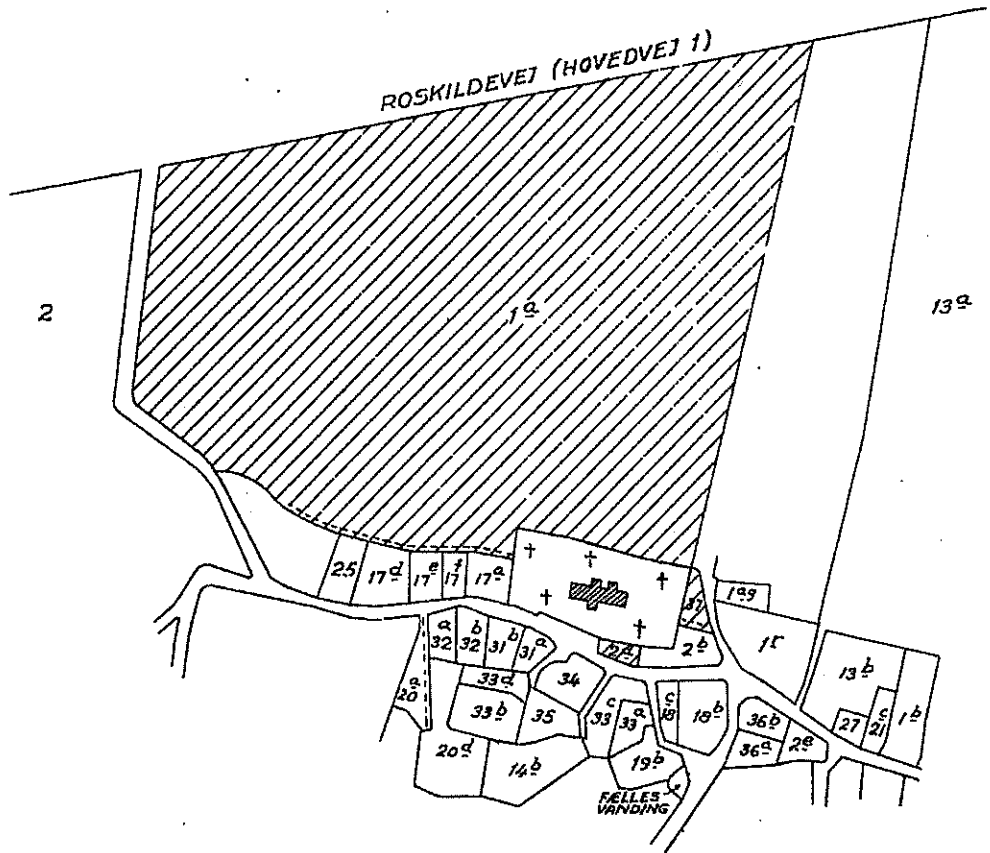 ROSKILDEVEJ (HOVEDVEJ 1)
2
1a
13a
25
17d
17e
17f
17a
37
1ag
12a
2b
1r
13b
27
21c
1b
32a
32b
31b
31a
20a
33d
33b
35
34
33c
33a
18c
18b
36b
36a
2a
20d
14b
19b
FÆLLES
VANDING